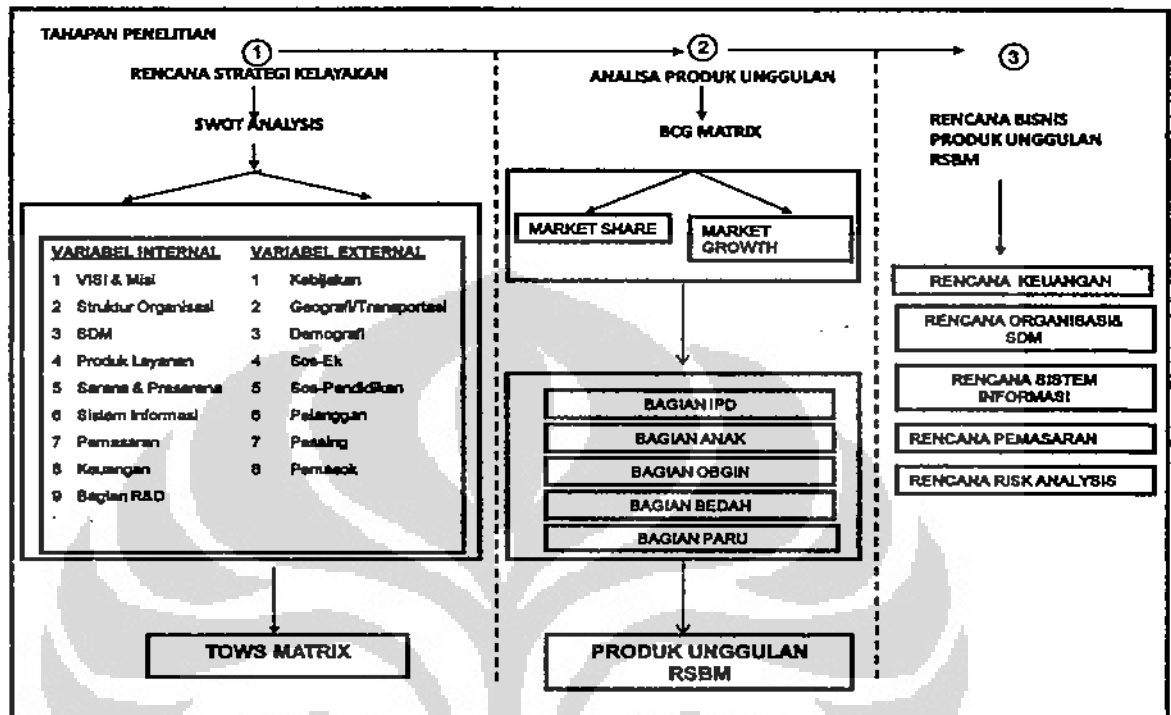 TAHAPAN PENELITIAN
1
RENCANA STRATEGI KELAYAKAN
SWOT ANALYSIS
VARIABEL INTERNAL
1 VISI & Misi
2 Struktur Organisasi
3 SDM
4 Produk Layanan
5 Sarana & Prasarana
6 Sistem Informasi
7 Pemasaran
8 Keuangan
9 Bagian R&D
VARIABEL EXTERNAL
1 Kebijakan
2 Geografi/Transportasi
3 Demografi
4 Sos-Ek
5 Sos-Pendidikan
6 Pelanggan
7 Pesaing
8 Pemasok
TOWS MATRIX
2
ANALISA PRODUK UNGGULAN
BCG MATRIX
MARKET SHARE
MARKET
GROWTH
BAGIAN IPD
BAGIAN ANAK
BAGIAN OBGIN
BAGIAN BEDAH
BAGIAN PARU
PRODUK UNGGULAN
RSBM
3
RENCANA BISNIS
PRODUK UNGGULAN
RSBM
RENCANA KEUANGAN
RENCANA ORGANISASI&
SDM
RENCANA SISTEM
INFORMASI
RENCANA PEMASARAN
RENCANA RISK ANALYSIS